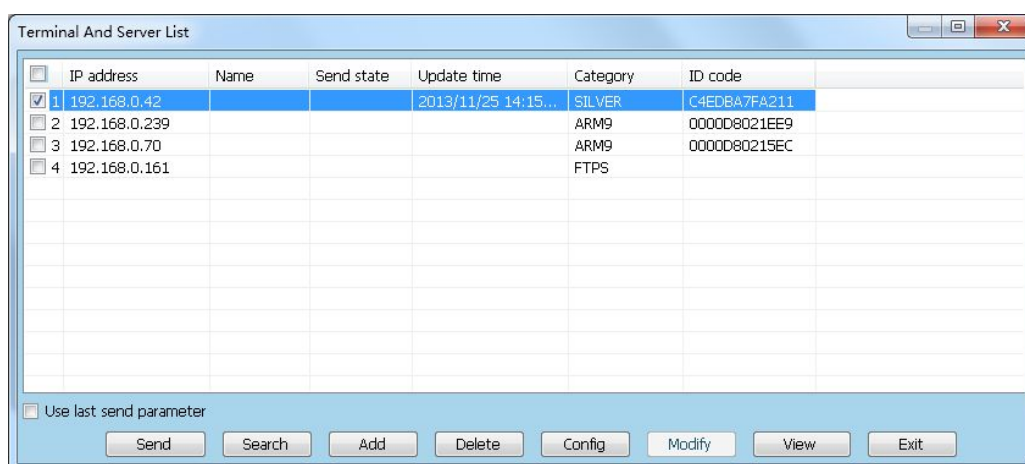 Terminal And Server List
IP address Name Send state Update time Category ID code
1 192.168.0.42 2013/11/25 14:15... SILVER C4EDBA7FA211
2 192.168.0.239 ARM9 0000D8021EE9
3 192.168.0.70 ARM9 0000D80215EC
4 192.168.0.161 FTPS
Use last send parameter
Send Search Add Delete Config Modify View Exit